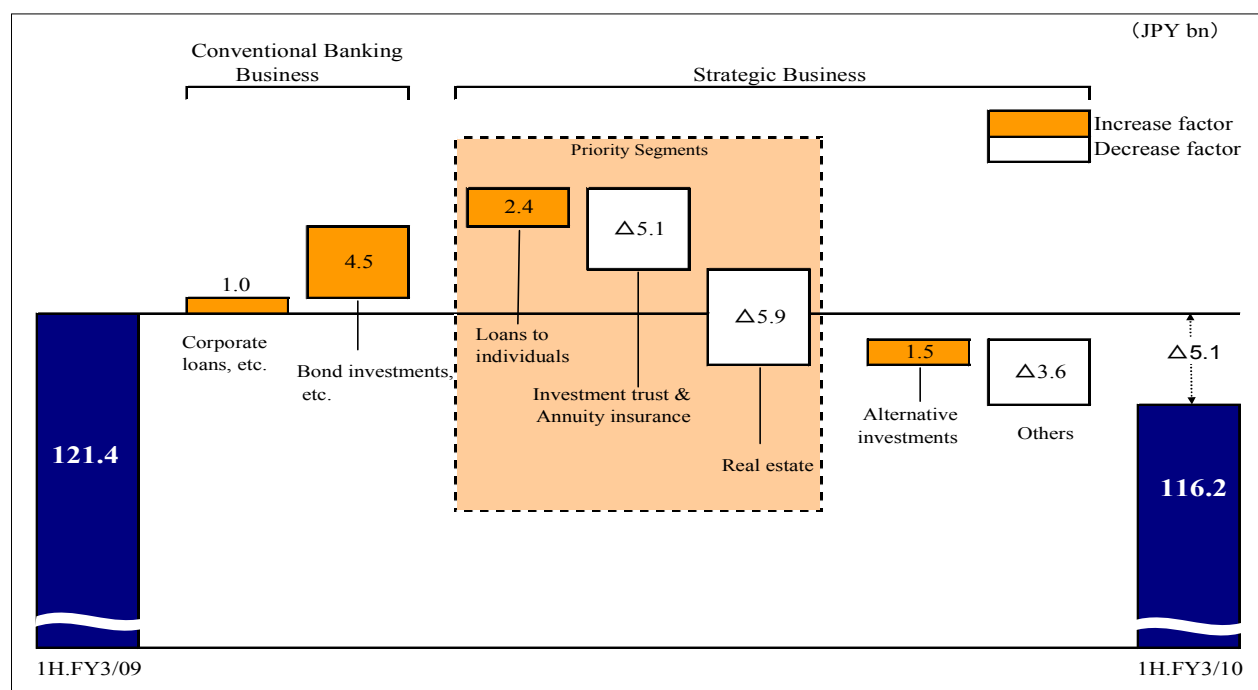 （JPY bn）
Conventional Banking
Business
Strategic Business
Increase factor
Decrease factor
Priority Segments
2.4
△5.1
4.5
1.0
△5.9
Corporate
loans, etc.
Bond investments,
etc.
Loans to
individuals
Investment trust &
Annuity insurance
Real estate
1.5
△3.6
△5.1
Alternative
investments
Others
121.4
116.2
1H.FY3/09
1H.FY3/10